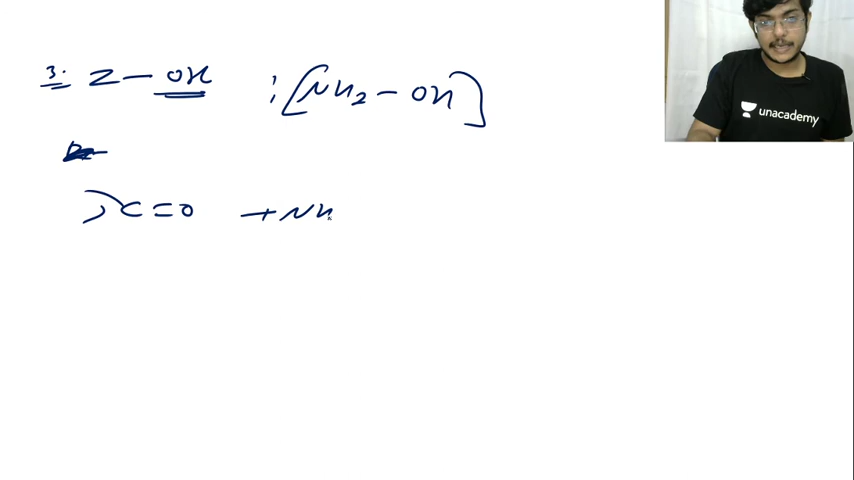 3. Z - OH : [NH2 - OH]
C = O + NH
unacademy